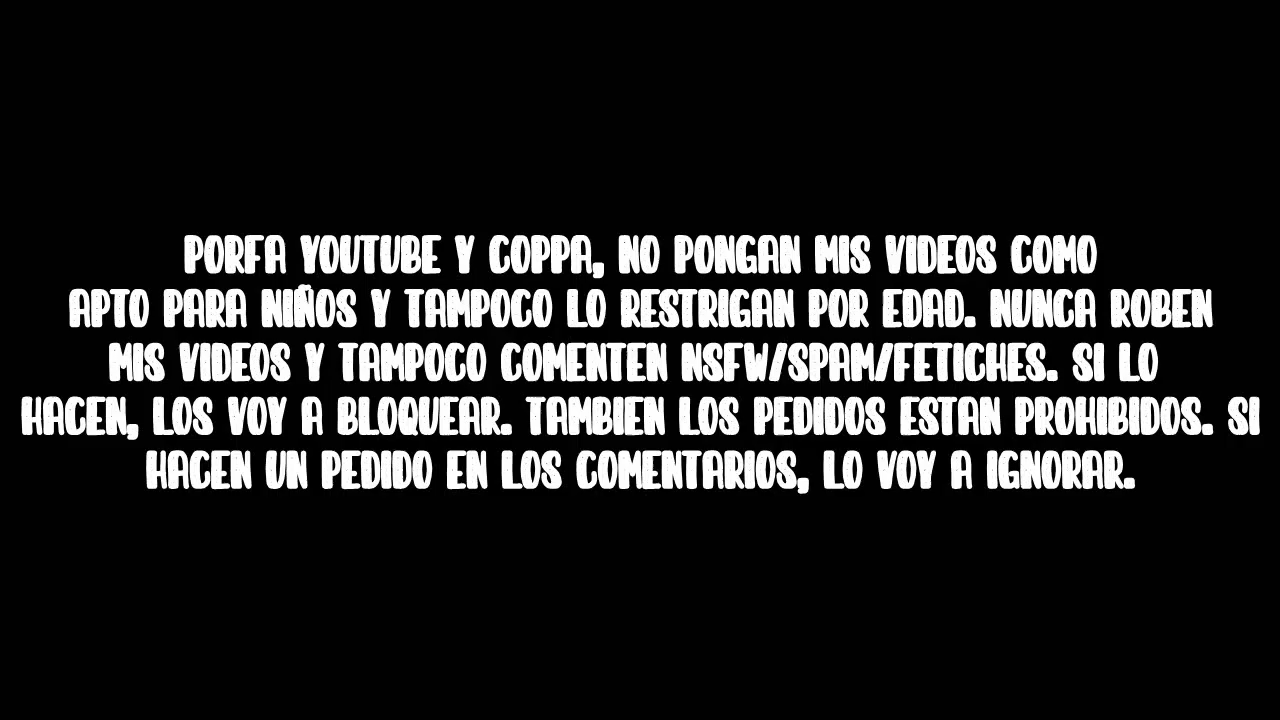 PORFA YOUTUBE Y COPPA, NO PONGAN MIS VIDEOS COMO
APTO PARA NIÑOS Y TAMPOCO LO RESTRIGAN POR EDAD. NUNCA ROBEN
MIS VIDEOS Y TAMPOCO COMENTEN NSFW/SPAM/FETICHES. SI LO
HACEN, LOS VOY A BLOQUEAR. TAMBIEN LOS PEDIDOS ESTAN PROHIBIDOS. SI
HACEN UN PEDIDO EN LOS COMENTARIOS, LO VOY A IGNORAR.